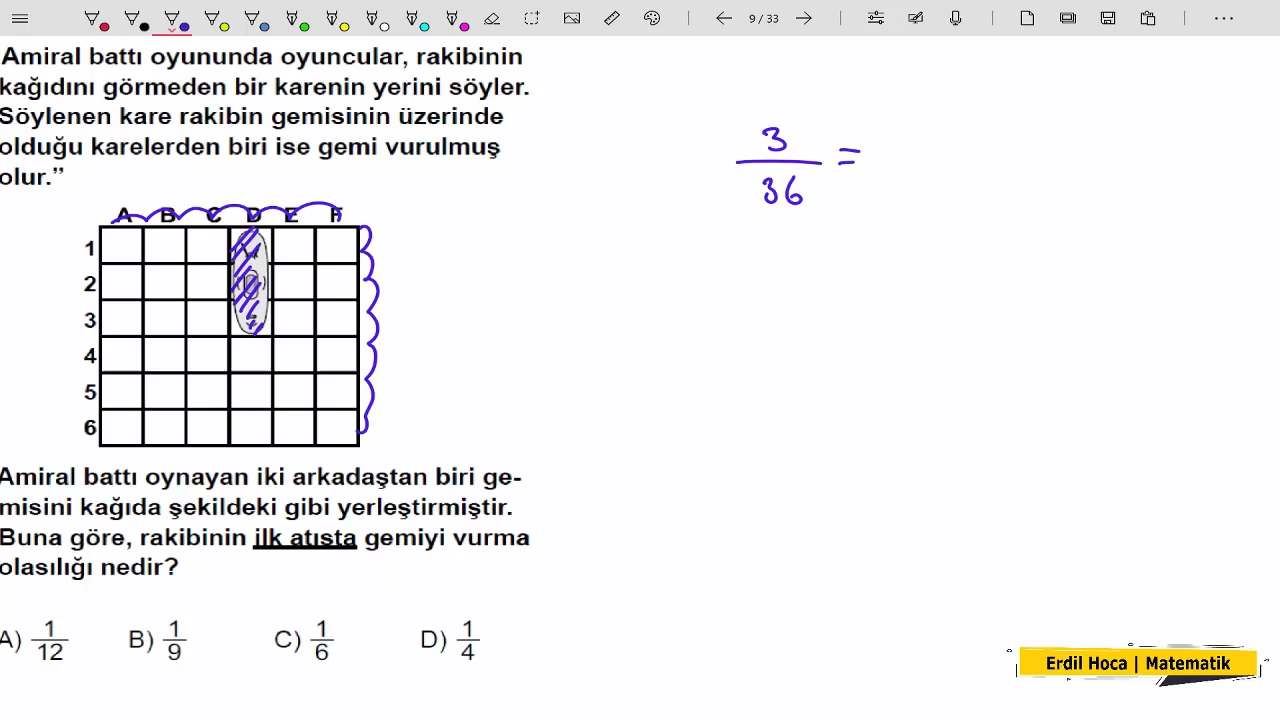 9 / 33
Amiral battı oyununda oyuncular, rakibinin
kağıdını görmeden bir karenin yerini söyler.
Söylenen kare rakibin gemisinin üzerinde
olduğu karelerden biri ise gemi vurulmuş
olur.”
3
36
=
A B C D E F
1
2
3
4
5
6
Amiral battı oynayan iki arkadaştan biri ge-
misini kağıda şekildeki gibi yerleştirmiştir.
Buna göre, rakibinin ilk atışta gemiyi vurma
olasılığı nedir?
A) 1/12 B) 1/9 C) 1/6 D) 1/4
Erdil Hoca | Matematik